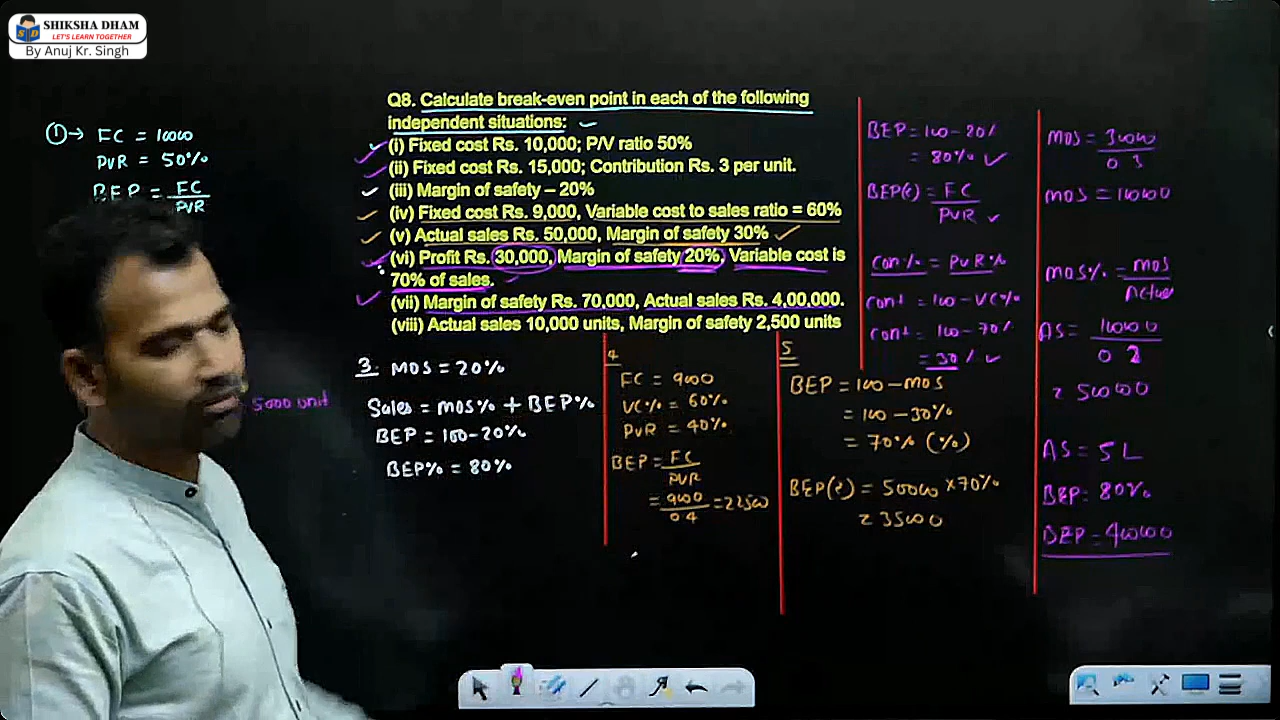 SHIKSHA DHAM
LET'S LEARN TOGETHER
S D
By Anuj Kr. Singh
① → FC = 10000
PVR = 50%
BEP = FC
PVR
5000 unit
Q8. Calculate break-even point in each of the following
independent situations:
(i) Fixed cost Rs. 10,000; P/V ratio 50%
(ii) Fixed cost Rs. 15,000; Contribution Rs. 3 per unit.
(iii) Margin of safety – 20%
(iv) Fixed cost Rs. 9,000, Variable cost to sales ratio = 60%
(v) Actual sales Rs. 50,000, Margin of safety 30%
(vi) Profit Rs. 30,000, Margin of safety 20%, Variable cost is
70% of sales.
(vii) Margin of safety Rs. 70,000, Actual sales Rs. 4,00,000.
(viii) Actual sales 10,000 units, Margin of safety 2,500 units
3. MOS = 20%
Sales = MOS% + BEP%
BEP = 100-20%
BEP% = 80%
4
FC = 9000
VC% = 60%
PVR = 40%
BEP = FC
PVR
= 9000 = 22500
0.4
5
BEP = 100 - MOS
= 100 - 30%
= 70% (%)
BEP(₹) = 50000 × 70%
= 35000
BEP = 100 - 20%
= 80%
BEP(₹) = FC
PVR
Con% = PVR%
Cont = 100 - VC%
Cont = 100 - 70%
= 30%
MOS = 30000
0.3
MOS = 100000
MOS% = MOS
Actual
AS = 100000
0.2
= 500000
AS = 5 L
BEP = 80%
BEP = 400000